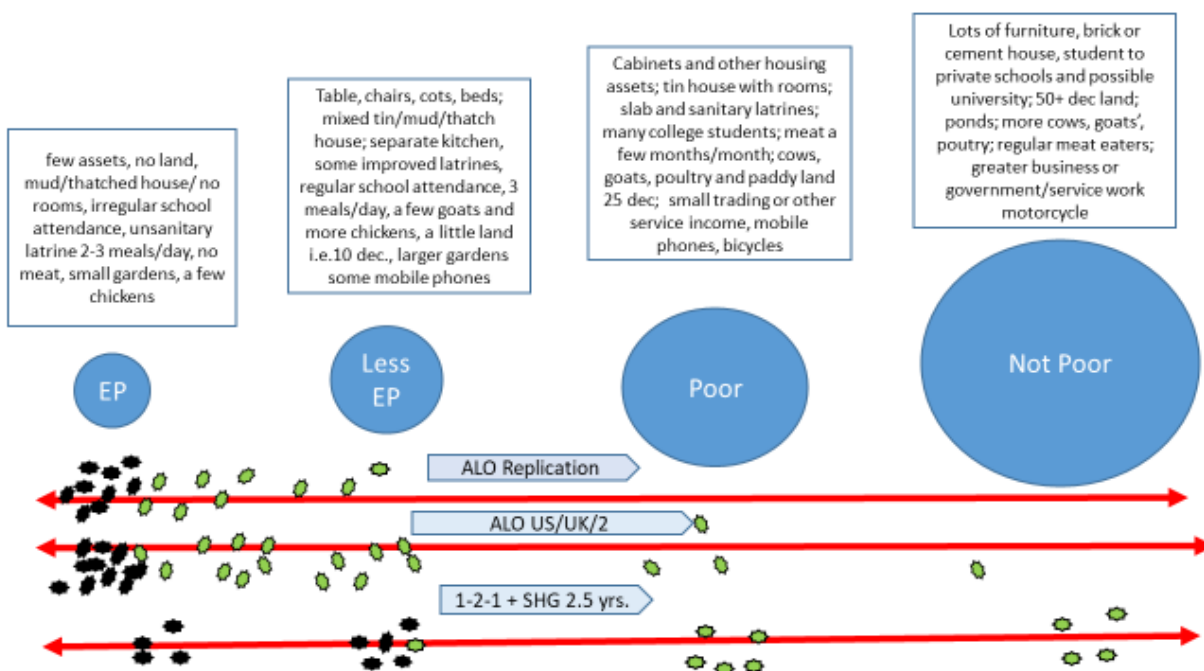 few assets, no land,
mud/thatched house/ no
rooms, irregular school
attendance, unsanitary
latrine 2-3 meals/day, no
meat, small gardens, a few
chickens
Table, chairs, cots, beds;
mixed tin/mud/thatch
house; separate kitchen,
some improved latrines,
regular school attendance, 3
meals/day, a few goats and
more chickens, a little land
i.e.10 dec., larger gardens
some mobile phones
Cabinets and other housing
assets; tin house with rooms;
slab and sanitary latrines;
many college students; meat a
few months/month; cows,
goats, poultry and paddy land
25 dec;  small trading or other
service income, mobile
phones, bicycles
Lots of furniture, brick or
cement house, student to
private schools and possible
university; 50+ dec land;
ponds; more cows, goats’,
poutry; regular meat eaters;
greater business or
government/service work
motorcycle
EP
Less
EP
Poor
Not Poor
ALO Replication
ALO US/UK/2
1-2-1 + SHG 2.5 yrs.